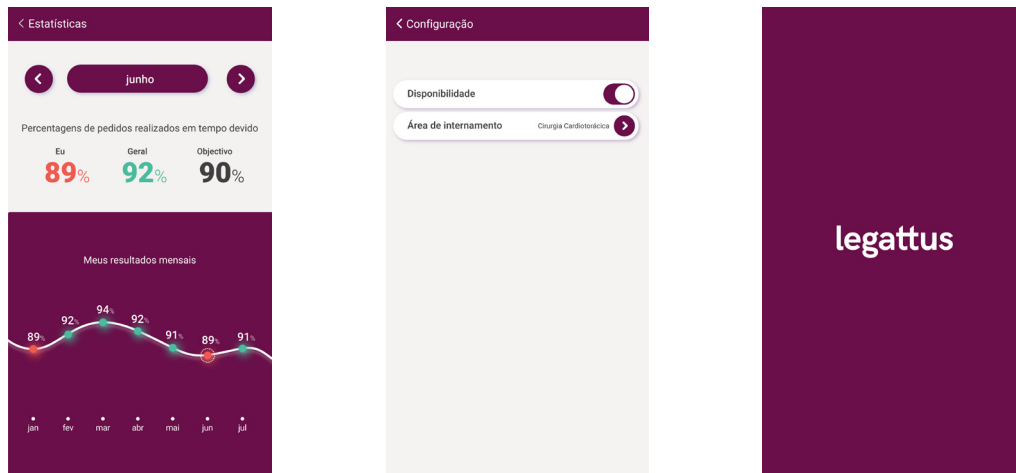 < Estatísticas
junho
Percentagens de pedidos realizados em tempo devido
Eu Geral Objectivo
89% 92% 90%
Meus resultados mensais
89% 92% 94% 92% 91% 89% 91%
jan fev mar abr mai jun jul
< Configuração
Disponibilidade
Área de internamento Cirurgia Cardiotorácica
legattus